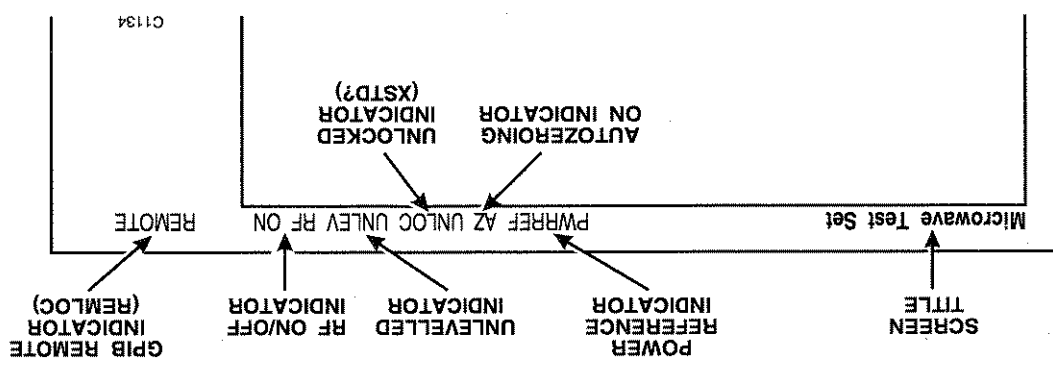 SCREEN
TITLE
POWER
REFERENCE
INDICATOR
UNLEVELLED
INDICATOR
RF ON/OFF
INDICATOR
GPIB REMOTE
INDICATOR
(REMLOC)
Microwave Test Set
PWRREF AZ UNLOC UNLEV RF ON
REMOTE
AUTOZEROING
ON INDICATOR
UNLOCKED
INDICATOR
(XSTD?)
C1134